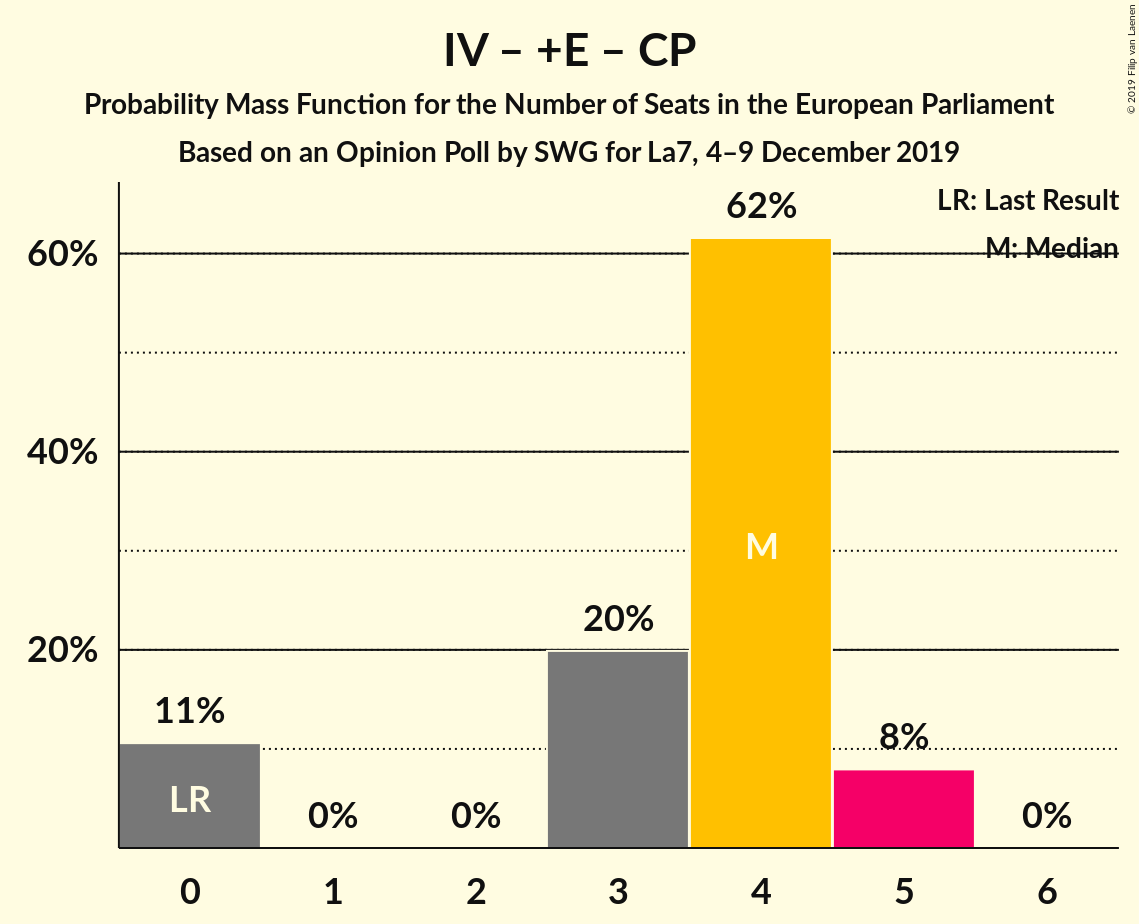 IV – +E – CP
Probability Mass Function for the Number of Seats in the European Parliament
Based on an Opinion Poll by SWG for La7, 4–9 December 2019
© 2019 Filip van Laenen
LR: Last Result
M: Median
60%
40%
20%
62%
M
20%
11%
LR
0%
0%
8%
0%
0 1 2 3 4 5 6